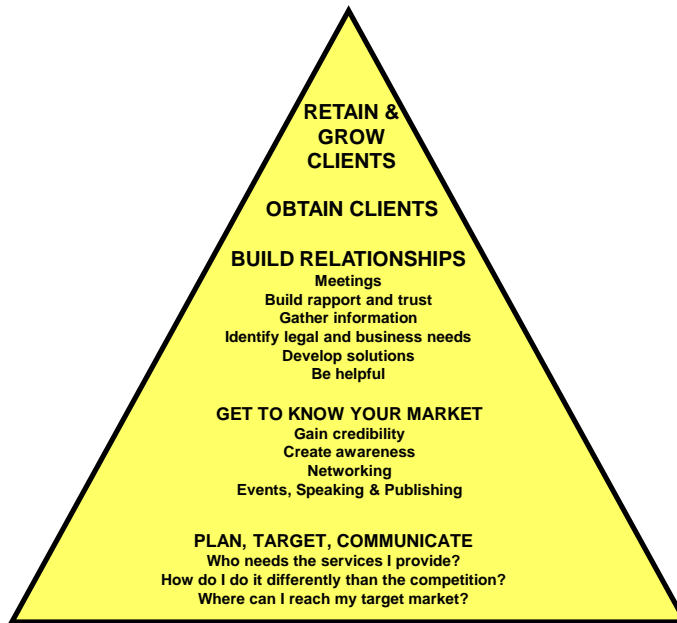 RETAIN &
GROW
CLIENTS
OBTAIN CLIENTS
BUILD RELATIONSHIPS
Meetings
Build rapport and trust
Gather information
Identify legal and business needs
Develop solutions
Be helpful
GET TO KNOW YOUR MARKET
Gain credibility
Create awareness
Networking
Events, Speaking & Publishing
PLAN, TARGET, COMMUNICATE
Who needs the services I provide?
How do I do it differently than the competition?
Where can I reach my target market?